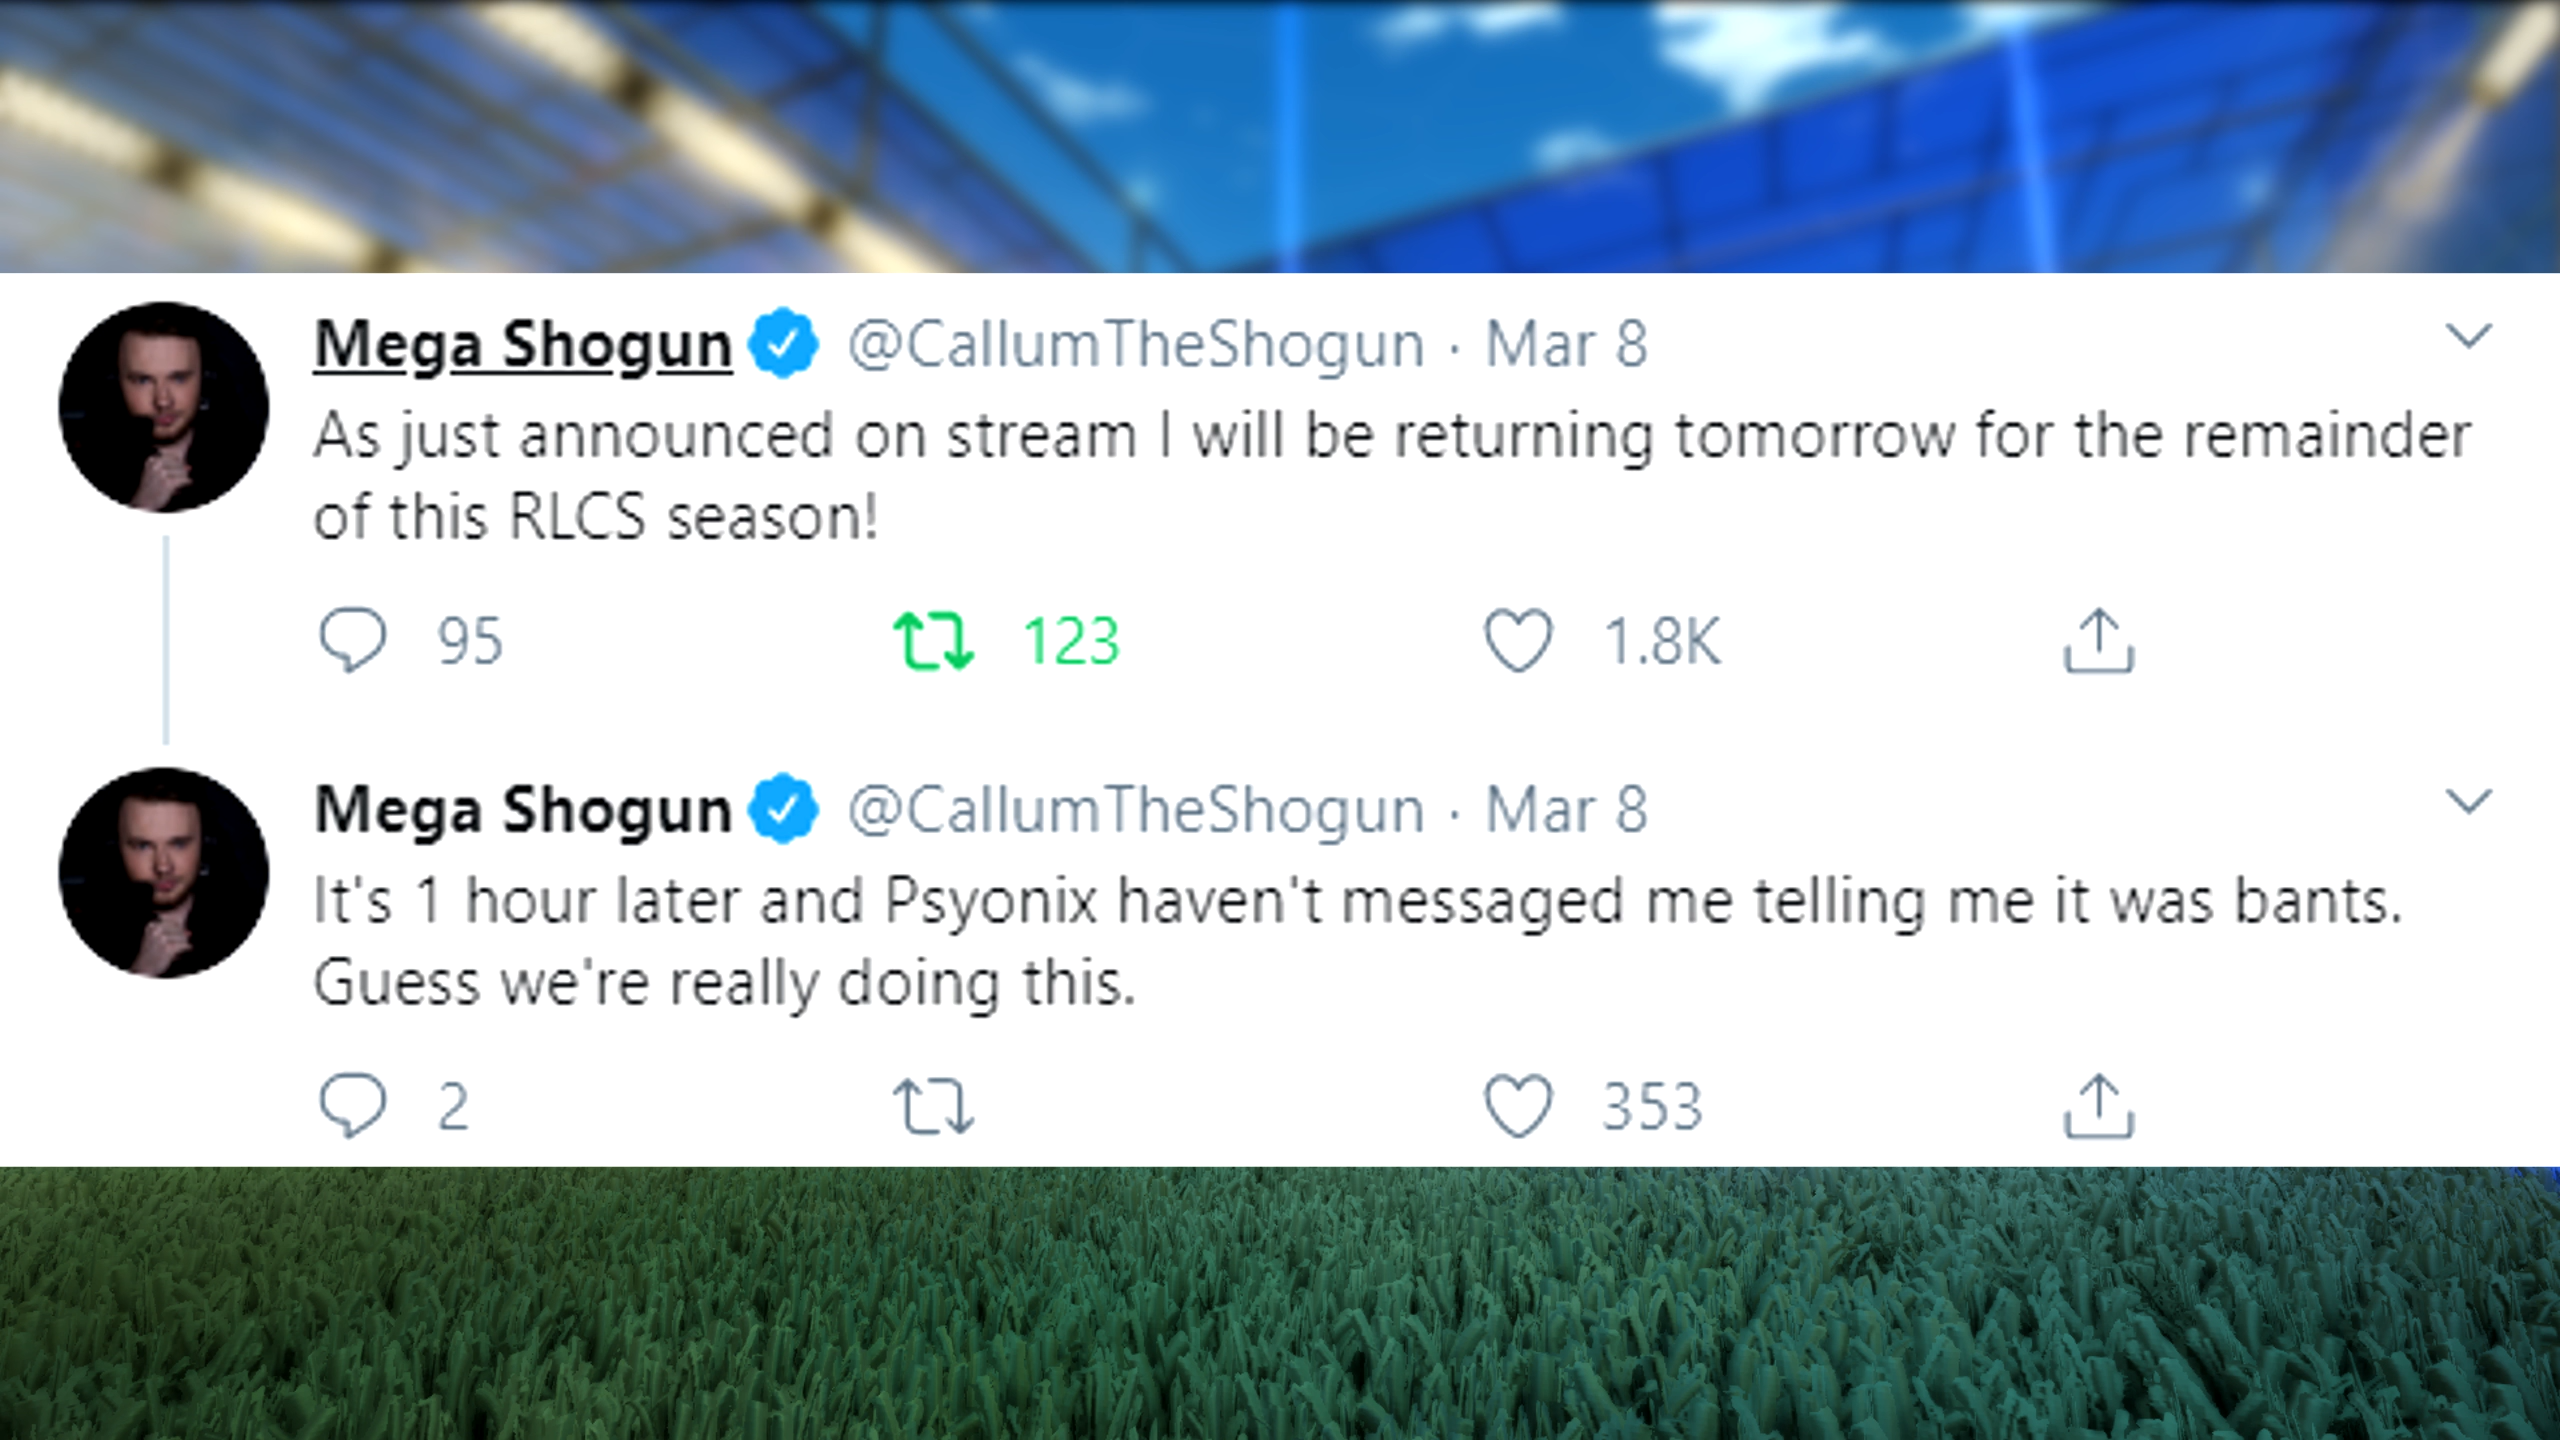 Mega Shogun @CallumTheShogun · Mar 8
As just announced on stream I will be returning tomorrow for the remainder
of this RLCS season!
95 123 1.8K
Mega Shogun @CallumTheShogun · Mar 8
It's 1 hour later and Psyonix haven't messaged me telling me it was bants.
Guess we're really doing this.
2 353